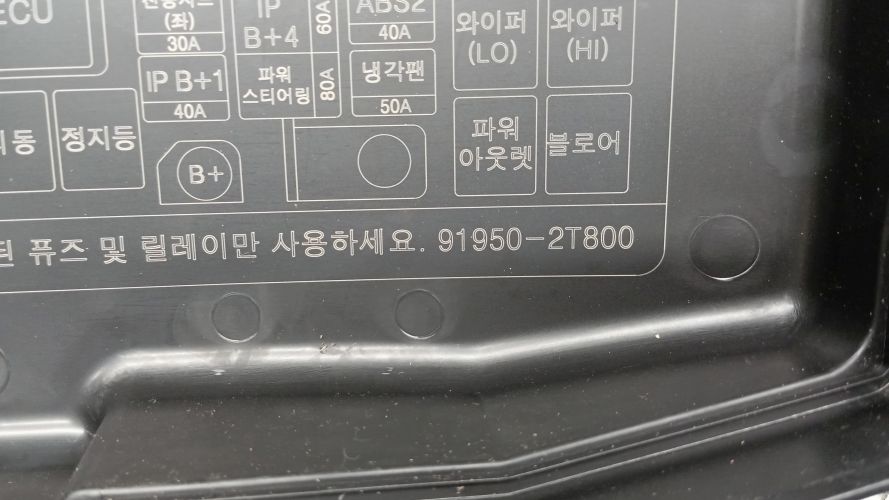 ECU
(좌)
30A
IP
B+4
60A
ABS2
40A
와이퍼
(LO)
와이퍼
(HI)
IP B+1
40A
파워
스티어링
80A
냉각팬
50A
동
정지등
B+
파워
아웃렛
블로어
퓨즈 및 릴레이만 사용하세요. 91950-2T800